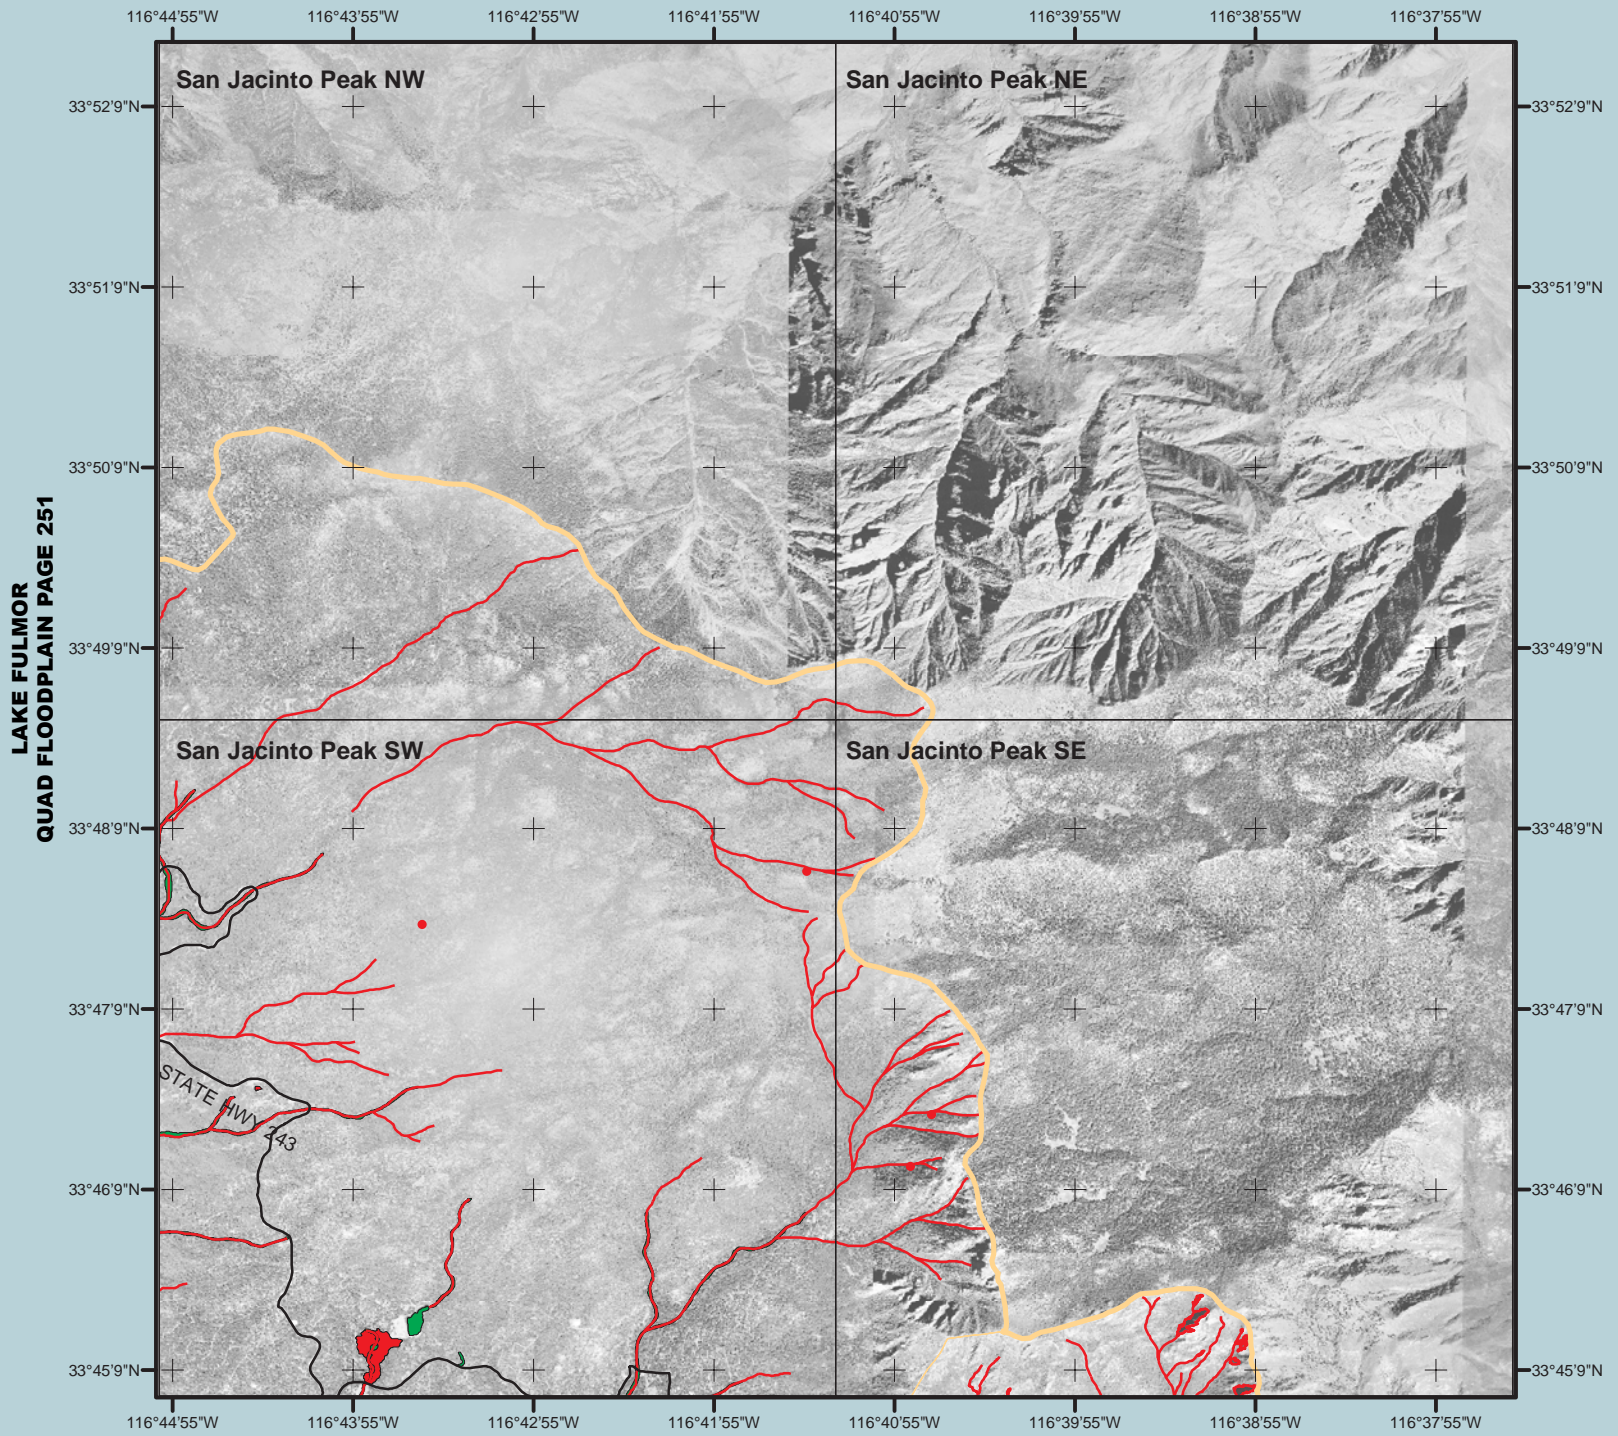 116°44'55"W 116°43'55"W 116°42'55"W 116°41'55"W 116°40'55"W 116°39'55"W 116°38'55"W 116°37'55"W
San Jacinto Peak NW
San Jacinto Peak NE
33°52'9"N 33°52'9"N
33°51'9"N 33°51'9"N
33°50'9"N 33°50'9"N
LAKE FULMOR
QUAD FLOODPLAIN PAGE 251
33°49'9"N 33°49'9"N
San Jacinto Peak SW
San Jacinto Peak SE
33°48'9"N 33°48'9"N
33°47'9"N 33°47'9"N
STATE HWY 243
33°46'9"N 33°46'9"N
33°45'9"N 33°45'9"N
116°44'55"W 116°43'55"W 116°42'55"W 116°41'55"W 116°40'55"W 116°39'55"W 116°38'55"W 116°37'55"W